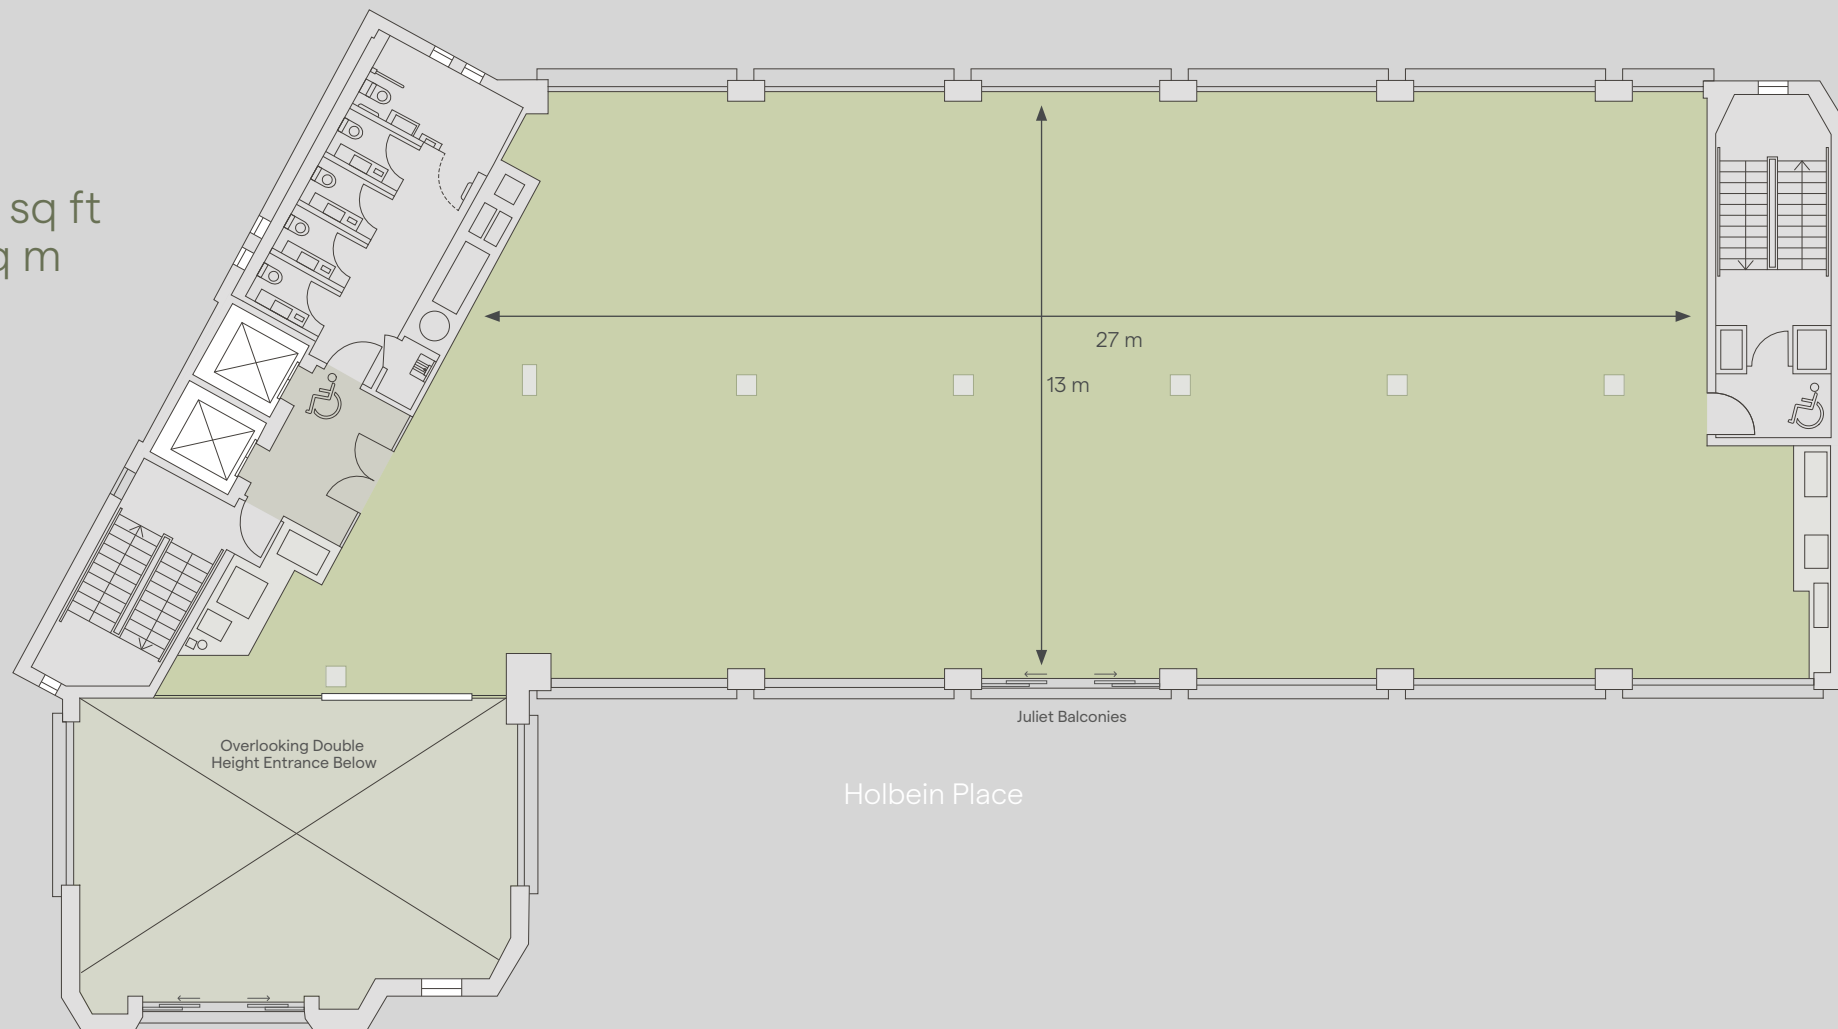 sq ft
q m
27 m
13 m
Juliet Balconies
Overlooking Double
Height Entrance Below
Holbein Place